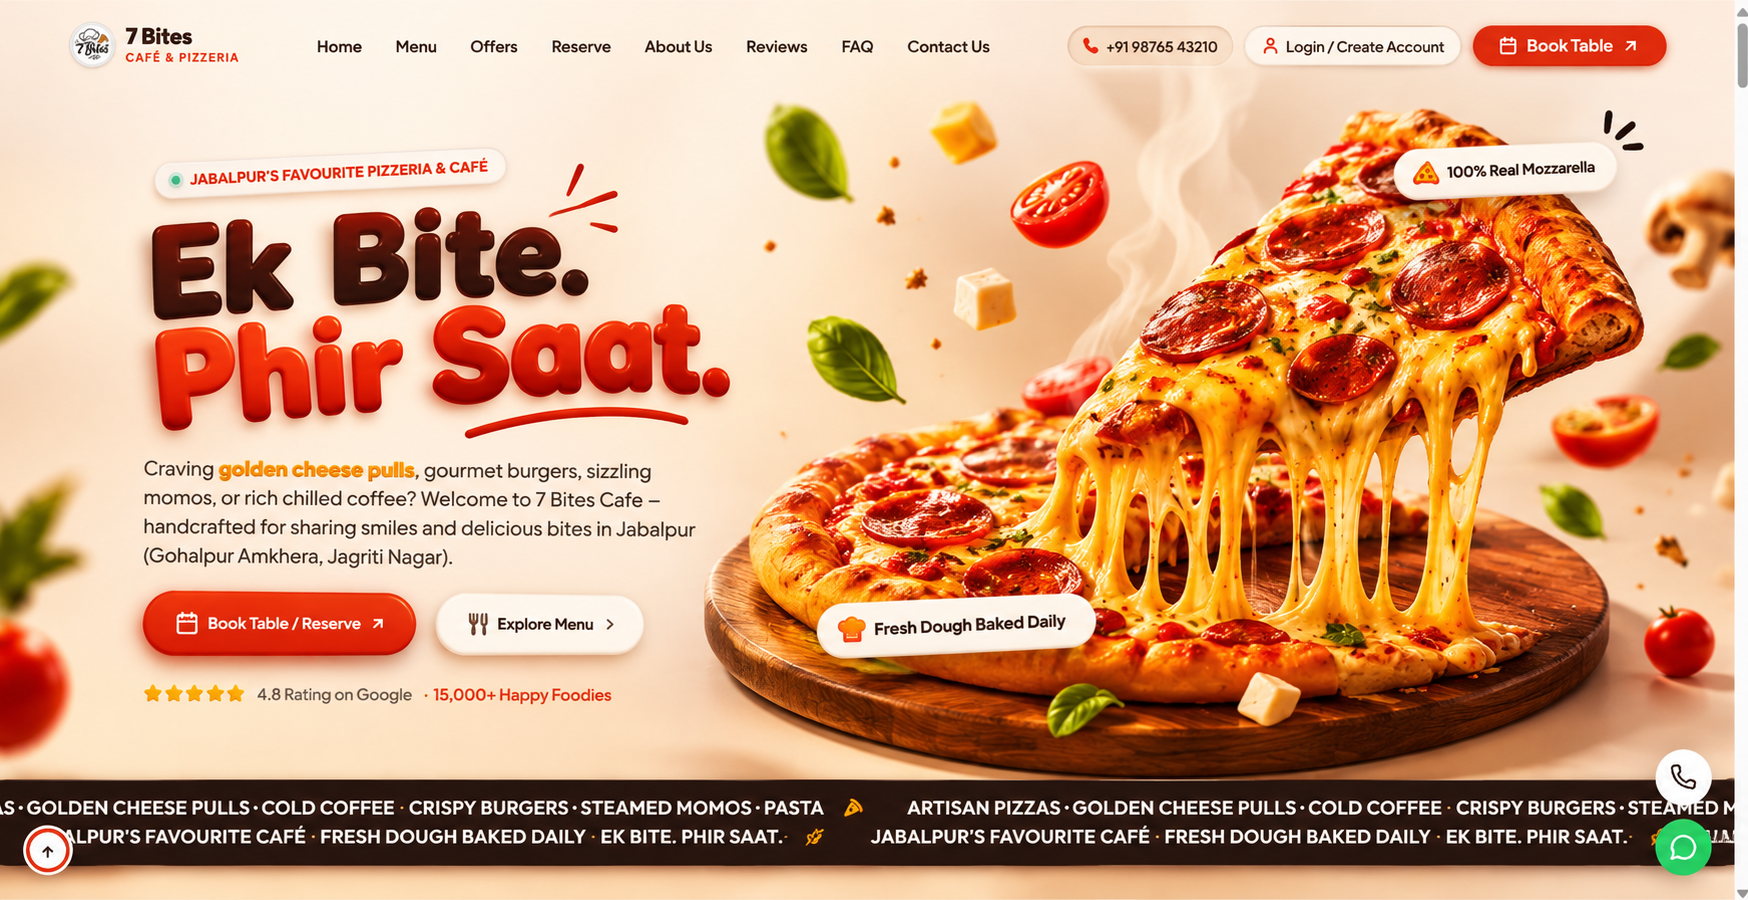 7 Bites
CAFÉ & PIZZERIA
Home
Menu
Offers
Reserve
About Us
Reviews
FAQ
Contact Us
+91 98765 43210
Login / Create Account
Book Table
JABALPUR'S FAVOURITE PIZZERIA & CAFÉ
Ek Bite.
Phir Saat.
Craving golden cheese pulls, gourmet burgers, sizzling
momos, or rich chilled coffee? Welcome to 7 Bites Cafe –
handcrafted for sharing smiles and delicious bites in Jabalpur
(Gohalpur Amkhera, Jagriti Nagar).
Book Table / Reserve
Explore Menu
4.8 Rating on Google · 15,000+ Happy Foodies
100% Real Mozzarella
Fresh Dough Baked Daily
AS · GOLDEN CHEESE PULLS · COLD COFFEE · CRISPY BURGERS · STEAMED MOMOS · PASTA ARTISAN PIZZAS · GOLDEN CHEESE PULLS · COLD COFFEE · CRISPY BURGERS · STEAMED M
ALPUR'S FAVOURITE CAFÉ · FRESH DOUGH BAKED DAILY · EK BITE. PHIR SAAT. · JABALPUR'S FAVOURITE CAFÉ · FRESH DOUGH BAKED DAILY · EK BITE. PHIR SAAT. ·